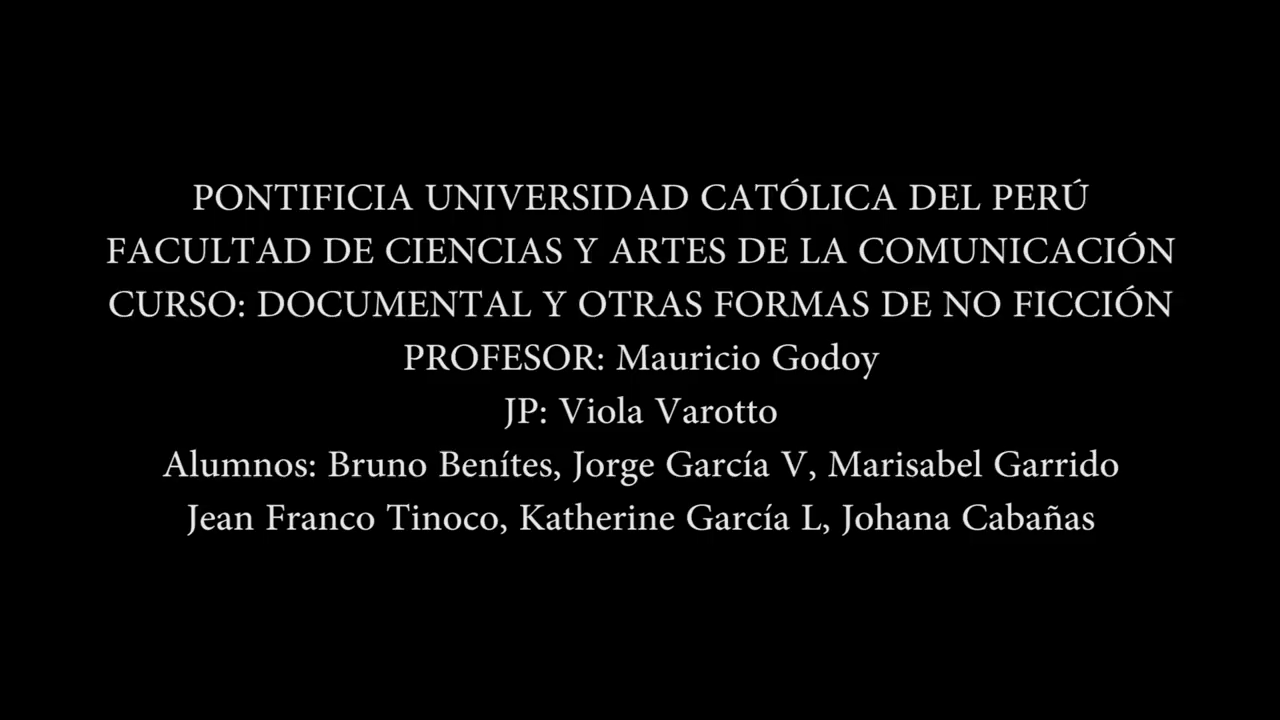 PONTIFICIA UNIVERSIDAD CATÓLICA DEL PERÚ
FACULTAD DE CIENCIAS Y ARTES DE LA COMUNICACIÓN
CURSO: DOCUMENTAL Y OTRAS FORMAS DE NO FICCIÓN
PROFESOR: Mauricio Godoy
JP: Viola Varotto
Alumnos: Bruno Benítes, Jorge García V, Marisabel Garrido
Jean Franco Tinoco, Katherine García L, Johana Cabañas